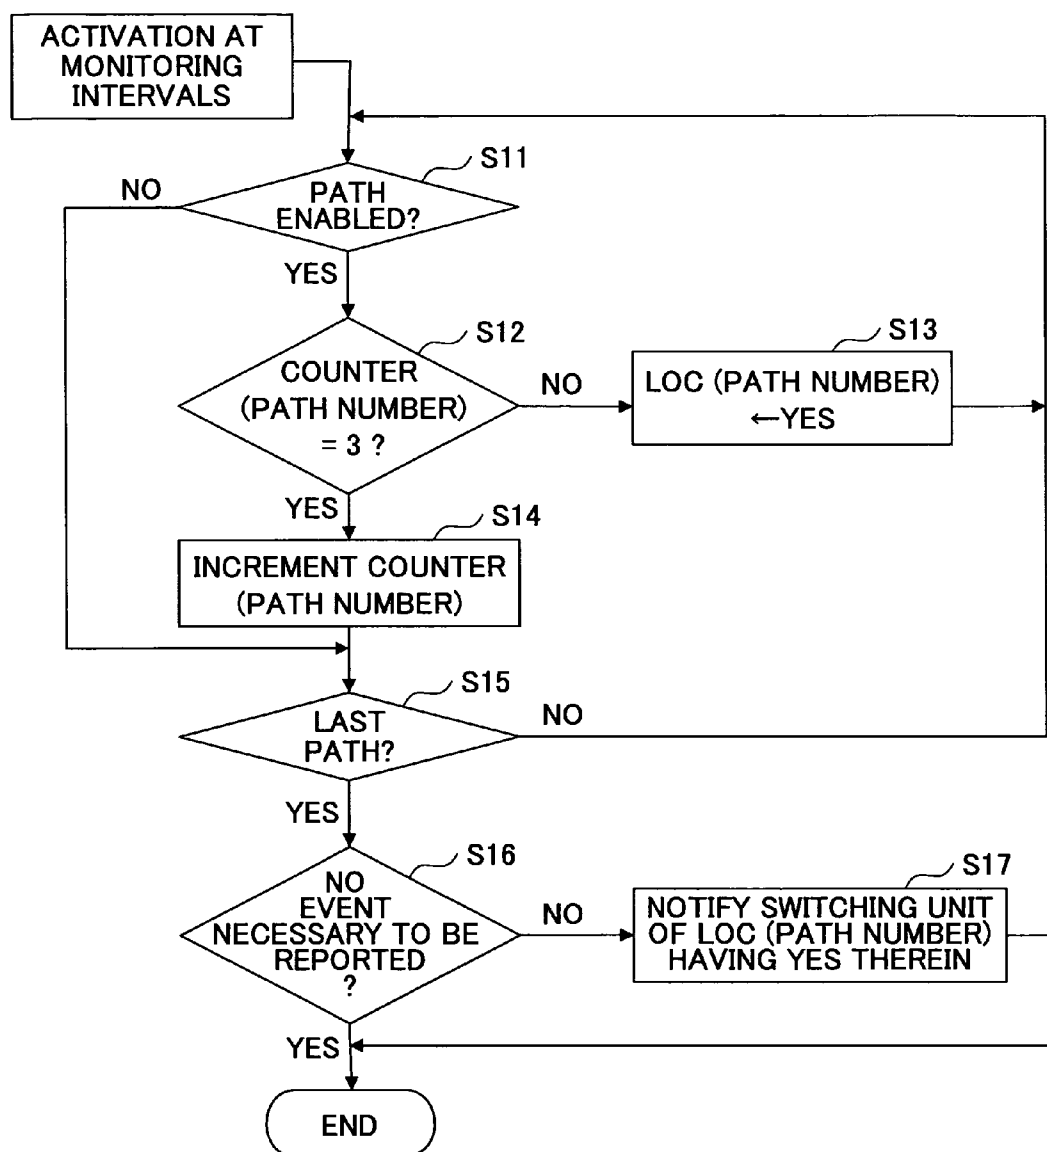 ACTIVATION AT
MONITORING
INTERVALS
S11
NO
PATH
ENABLED?
YES
S12
S13
COUNTER
(PATH NUMBER)
= 3 ?
NO
LOC (PATH NUMBER)
←YES
YES
S14
INCREMENT COUNTER
(PATH NUMBER)
S15
LAST
PATH?
NO
YES
S16
S17
NO
EVENT
NECESSARY TO BE
REPORTED
?
NO
NOTIFY SWITCHING UNIT
OF LOC (PATH NUMBER)
HAVING YES THEREIN
YES
END